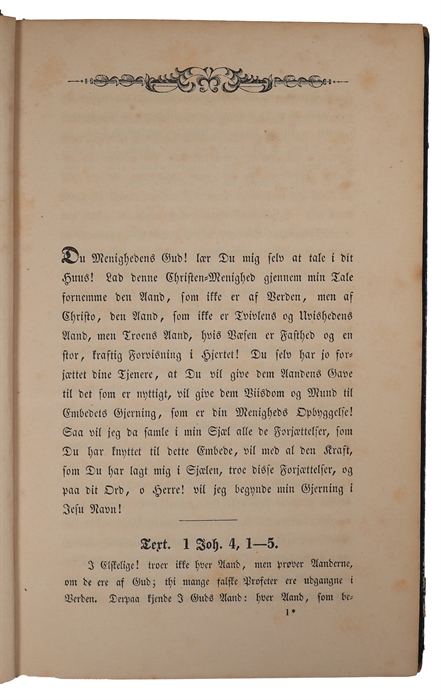 Du Menighedens Gud! lær Du mig selv at tale i dit
Huus! Lad denne Christen-Menighed gjennem min Tale
fornemme den Aand, som ikke er af Verden, men af
Christo, den Aand, som ikke er Tvivlens og Uvishedens
Aand, men Troens Aand, hvis Væsen er Fasthed og en
stor, kraftig Forvisning i Hjertet! Du selv har jo for-
jættet dine Tjenere, at Du vil give dem Aandens Gave
til det som er nyttigt, vil give dem Viisdom og Mund til
Embedets Gjerning, som er din Menigheds Opbyggelse!
Saa vil jeg da samle i min Sjæl alle de Forjættelser, som
Du har knyttet til dette Embede, vil med al den Kraft,
som Du har lagt mig i Sjælen, troe disse Forjættelser, og
paa dit Ord, o Herre! vil jeg begynde min Gjerning i
Jesu Navn!
Text. 1 Joh. 4, 1—5.
I Elskelige! troer ikke hver Aand, men prøver Aanderne,
om de ere af Gud; thi mange falske Profeter ere udgangne i
Verden. Derpaa kjende I Guds Aand: hver Aand, som be-
1*